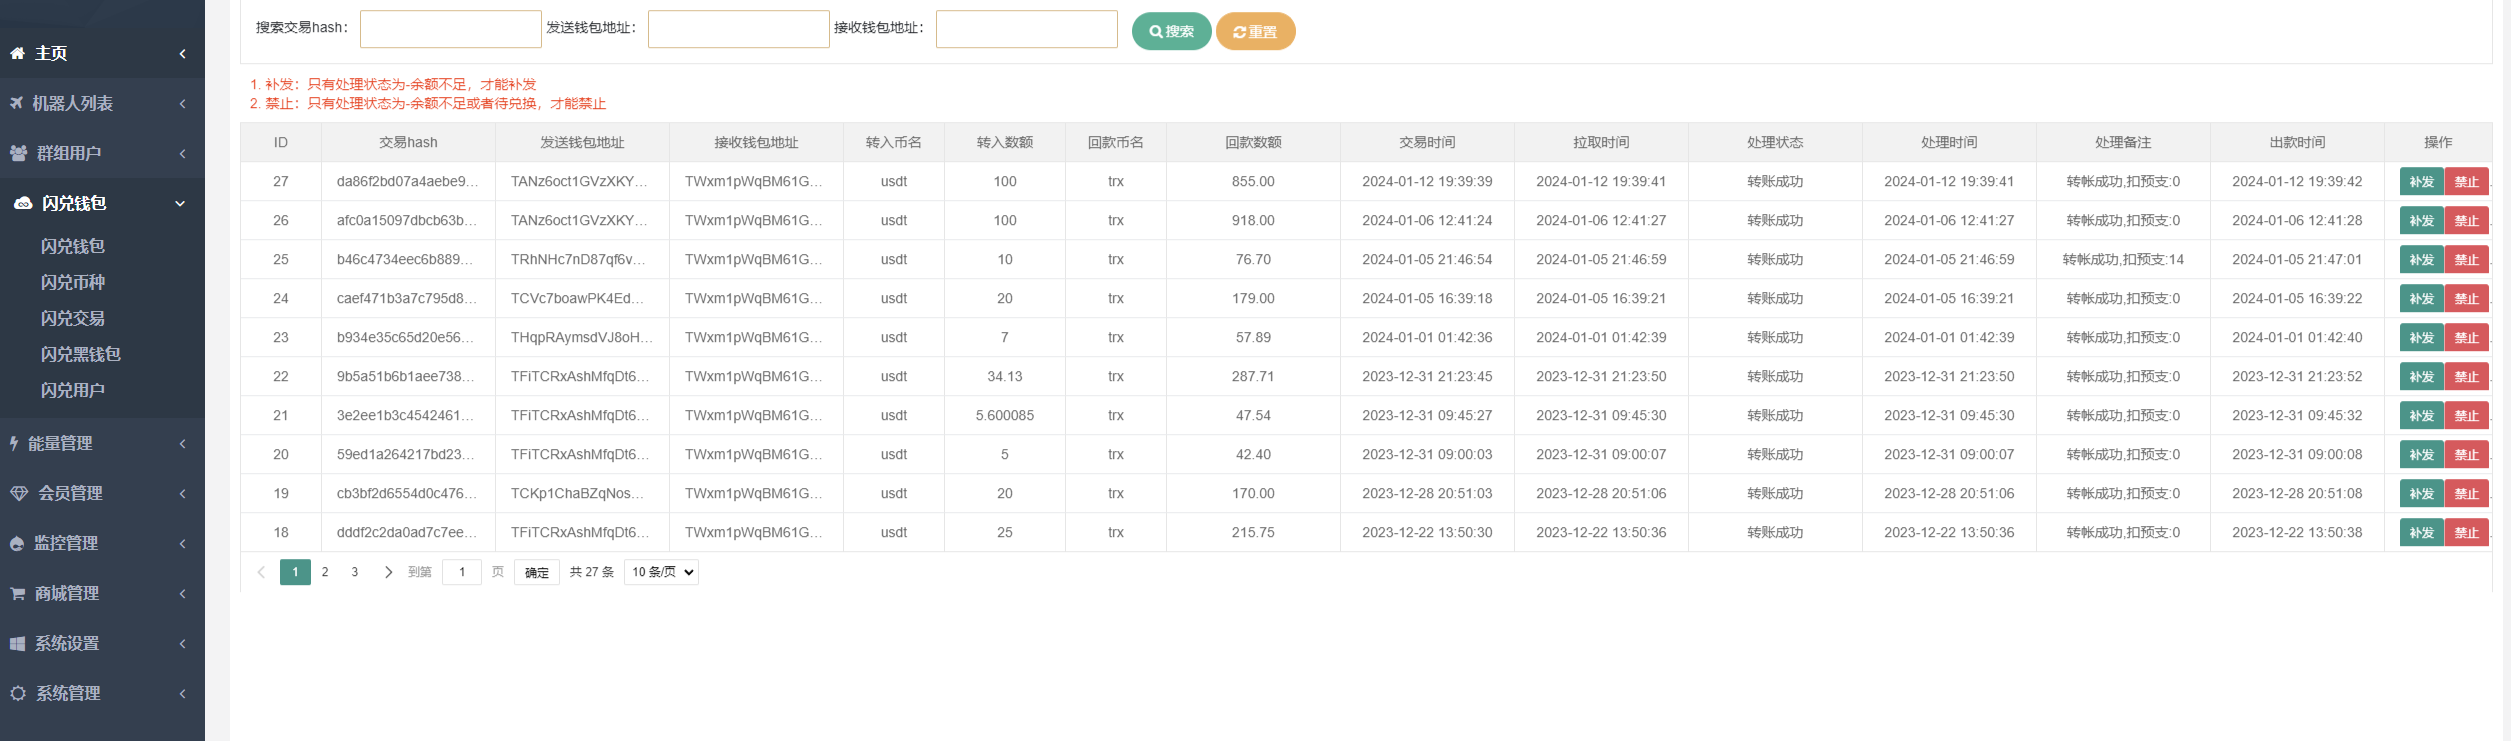 主页
机器人列表
群组用户
闪兑钱包
闪兑钱包
闪兑币种
闪兑交易
闪兑黑钱包
闪兑用户
能量管理
会员管理
监控管理
商城管理
系统设置
系统管理
搜索交易hash： 发送钱包地址： 接收钱包地址： 搜索 重置
1. 补发：只有处理状态为-余额不足，才能补发
2. 禁止：只有处理状态为-余额不足或者待兑换，才能禁止
ID 交易hash 发送钱包地址 接收钱包地址 转入币名 转入数额 回款币名 回款数额 交易时间 拉取时间 处理状态 处理时间 处理备注 出款时间 操作
27 da86f2bd07a4aebe9... TANz6oct1GVzXKY... TWxm1pWqBM61G... usdt 100 trx 855.00 2024-01-12 19:39:39 2024-01-12 19:39:41 转账成功 2024-01-12 19:39:41 转帐成功,扣预支:0 2024-01-12 19:39:42 补发 禁止
26 afc0a15097dbcb63b... TANz6oct1GVzXKY... TWxm1pWqBM61G... usdt 100 trx 918.00 2024-01-06 12:41:24 2024-01-06 12:41:27 转账成功 2024-01-06 12:41:27 转帐成功,扣预支:0 2024-01-06 12:41:28 补发 禁止
25 b46c4734eec6b889... TRhNHc7nD87qf6v... TWxm1pWqBM61G... usdt 10 trx 76.70 2024-01-05 21:46:54 2024-01-05 21:46:59 转账成功 2024-01-05 21:46:59 转帐成功,扣预支:14 2024-01-05 21:47:01 补发 禁止
24 caef471b3a7c795d8... TCVc7boawPK4Ed... TWxm1pWqBM61G... usdt 20 trx 179.00 2024-01-05 16:39:18 2024-01-05 16:39:21 转账成功 2024-01-05 16:39:21 转帐成功,扣预支:0 2024-01-05 16:39:22 补发 禁止
23 b934e35c65d20e56... THqpRAymsdVJ8oH... TWxm1pWqBM61G... usdt 7 trx 57.89 2024-01-01 01:42:36 2024-01-01 01:42:39 转账成功 2024-01-01 01:42:39 转帐成功,扣预支:0 2024-01-01 01:42:40 补发 禁止
22 9b5a51b6b1aee738... TFiTCRxAshMfqDt6... TWxm1pWqBM61G... usdt 34.13 trx 287.71 2023-12-31 21:23:45 2023-12-31 21:23:50 转账成功 2023-12-31 21:23:50 转帐成功,扣预支:0 2023-12-31 21:23:52 补发 禁止
21 3e2ee1b3c4542461... TFiTCRxAshMfqDt6... TWxm1pWqBM61G... usdt 5.600085 trx 47.54 2023-12-31 09:45:27 2023-12-31 09:45:30 转账成功 2023-12-31 09:45:30 转帐成功,扣预支:0 2023-12-31 09:45:32 补发 禁止
20 59ed1a264217bd23... TFiTCRxAshMfqDt6... TWxm1pWqBM61G... usdt 5 trx 42.40 2023-12-31 09:00:03 2023-12-31 09:00:07 转账成功 2023-12-31 09:00:07 转帐成功,扣预支:0 2023-12-31 09:00:08 补发 禁止
19 cb3bf2d6554d0c476... TCKp1ChaBZqNos... TWxm1pWqBM61G... usdt 20 trx 170.00 2023-12-28 20:51:03 2023-12-28 20:51:06 转账成功 2023-12-28 20:51:06 转帐成功,扣预支:0 2023-12-28 20:51:08 补发 禁止
18 dddf2c2da0ad7c7ee... TFiTCRxAshMfqDt6... TWxm1pWqBM61G... usdt 25 trx 215.75 2023-12-22 13:50:30 2023-12-22 13:50:36 转账成功 2023-12-22 13:50:36 转帐成功,扣预支:0 2023-12-22 13:50:38 补发 禁止
1 2 3 到第 1 页 确定 共 27 条 10 条/页